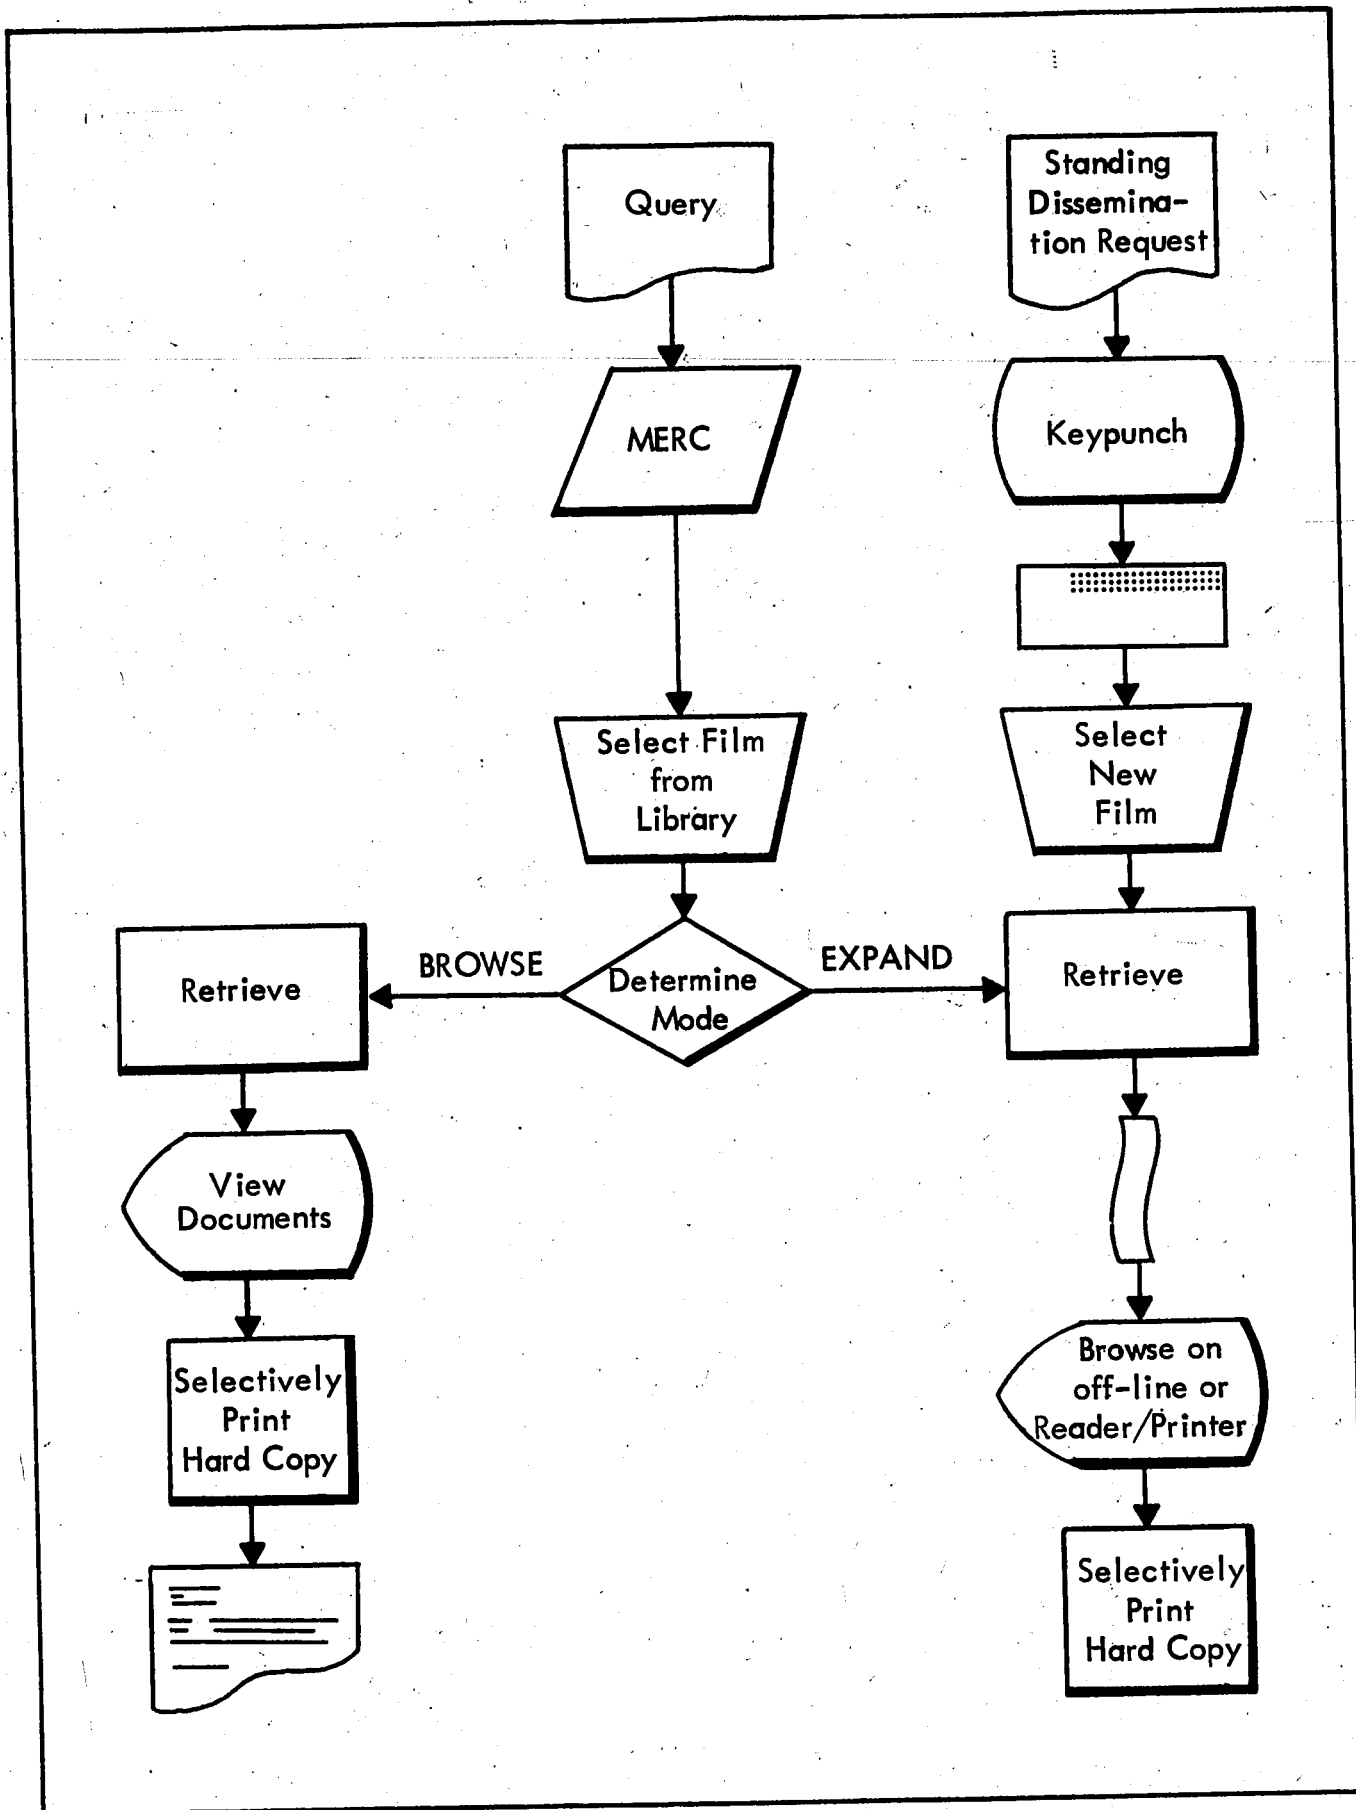 Query
MERC
Select Film
from
Library
Determine
Mode
BROWSE
EXPAND
Retrieve
View
Documents
Selectively
Print
Hard Copy
Standing
Dissemina-
tion Request
Keypunch
Select
New
Film
Retrieve
Browse on
off-line or
Reader/Printer
Selectively
Print
Hard Copy